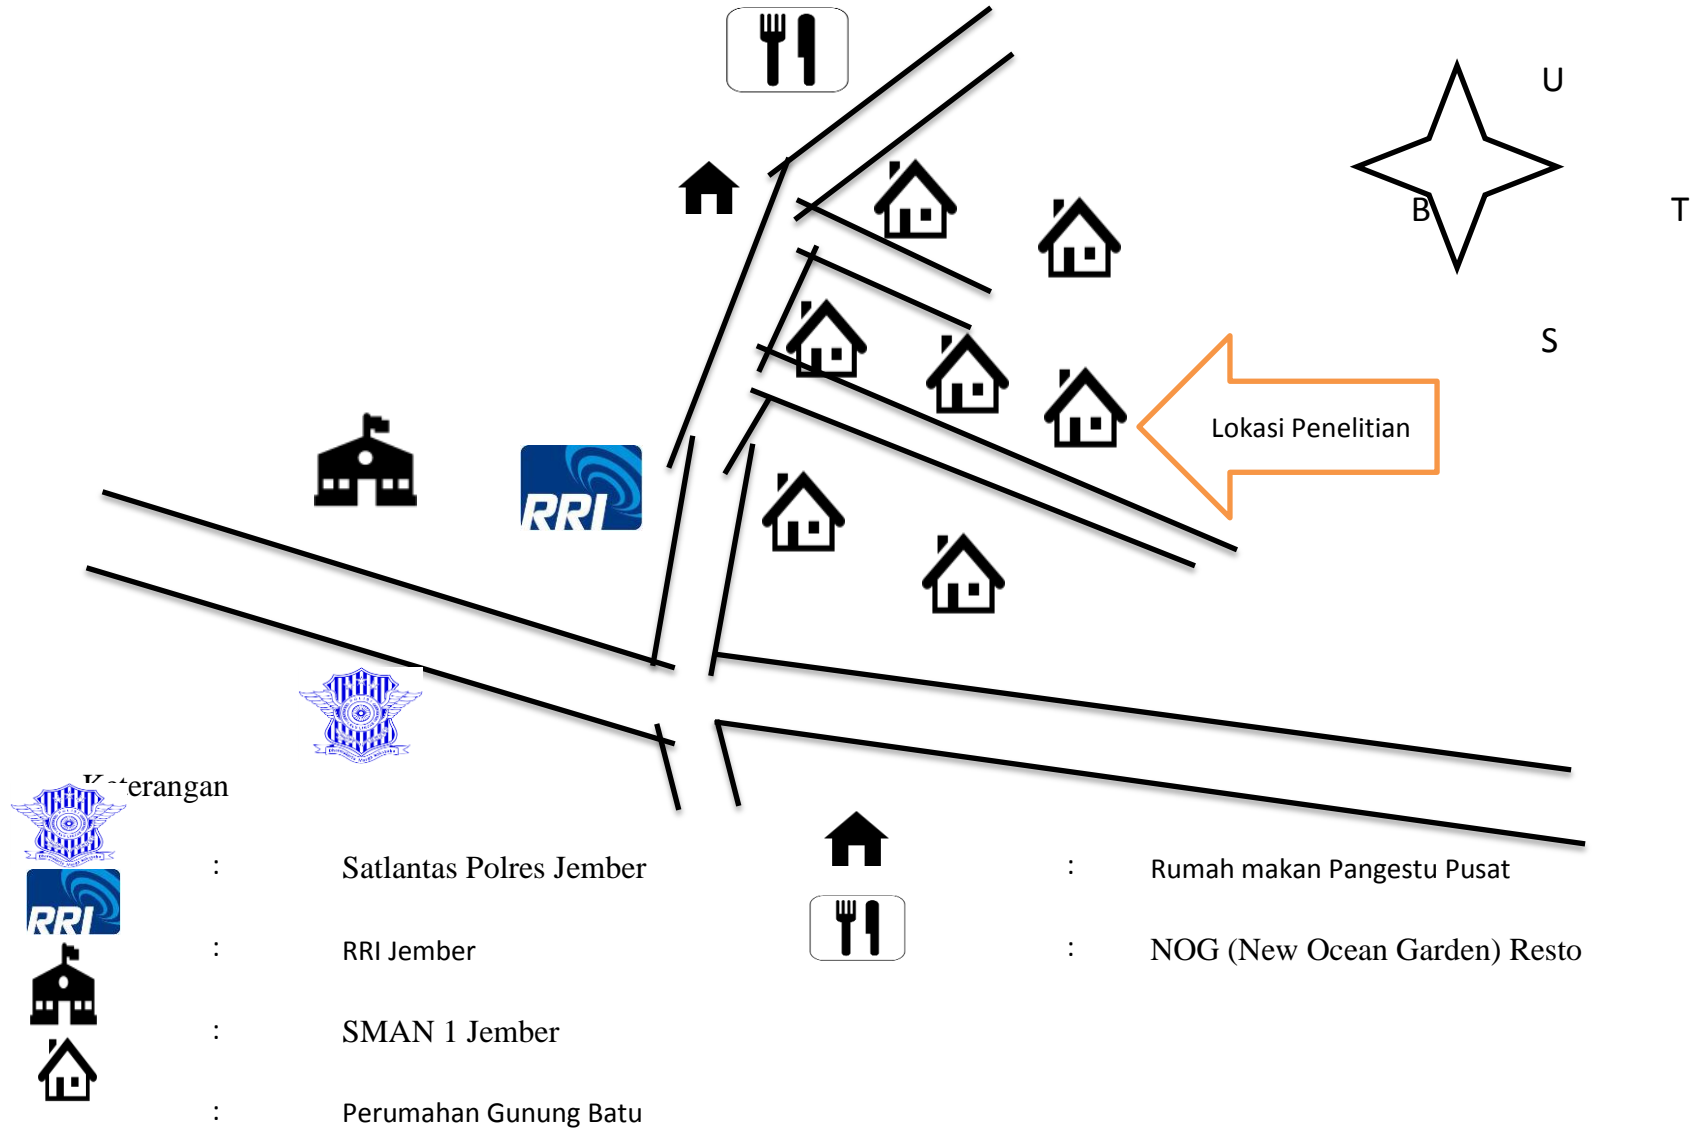 U
B
T
S
Lokasi Penelitian
RRI
Keterangan
: Satlantas Polres Jember
: Rumah makan Pangestu Pusat
RRI
: RRI Jember
: NOG (New Ocean Garden) Resto
: SMAN 1 Jember
: Perumahan Gunung Batu